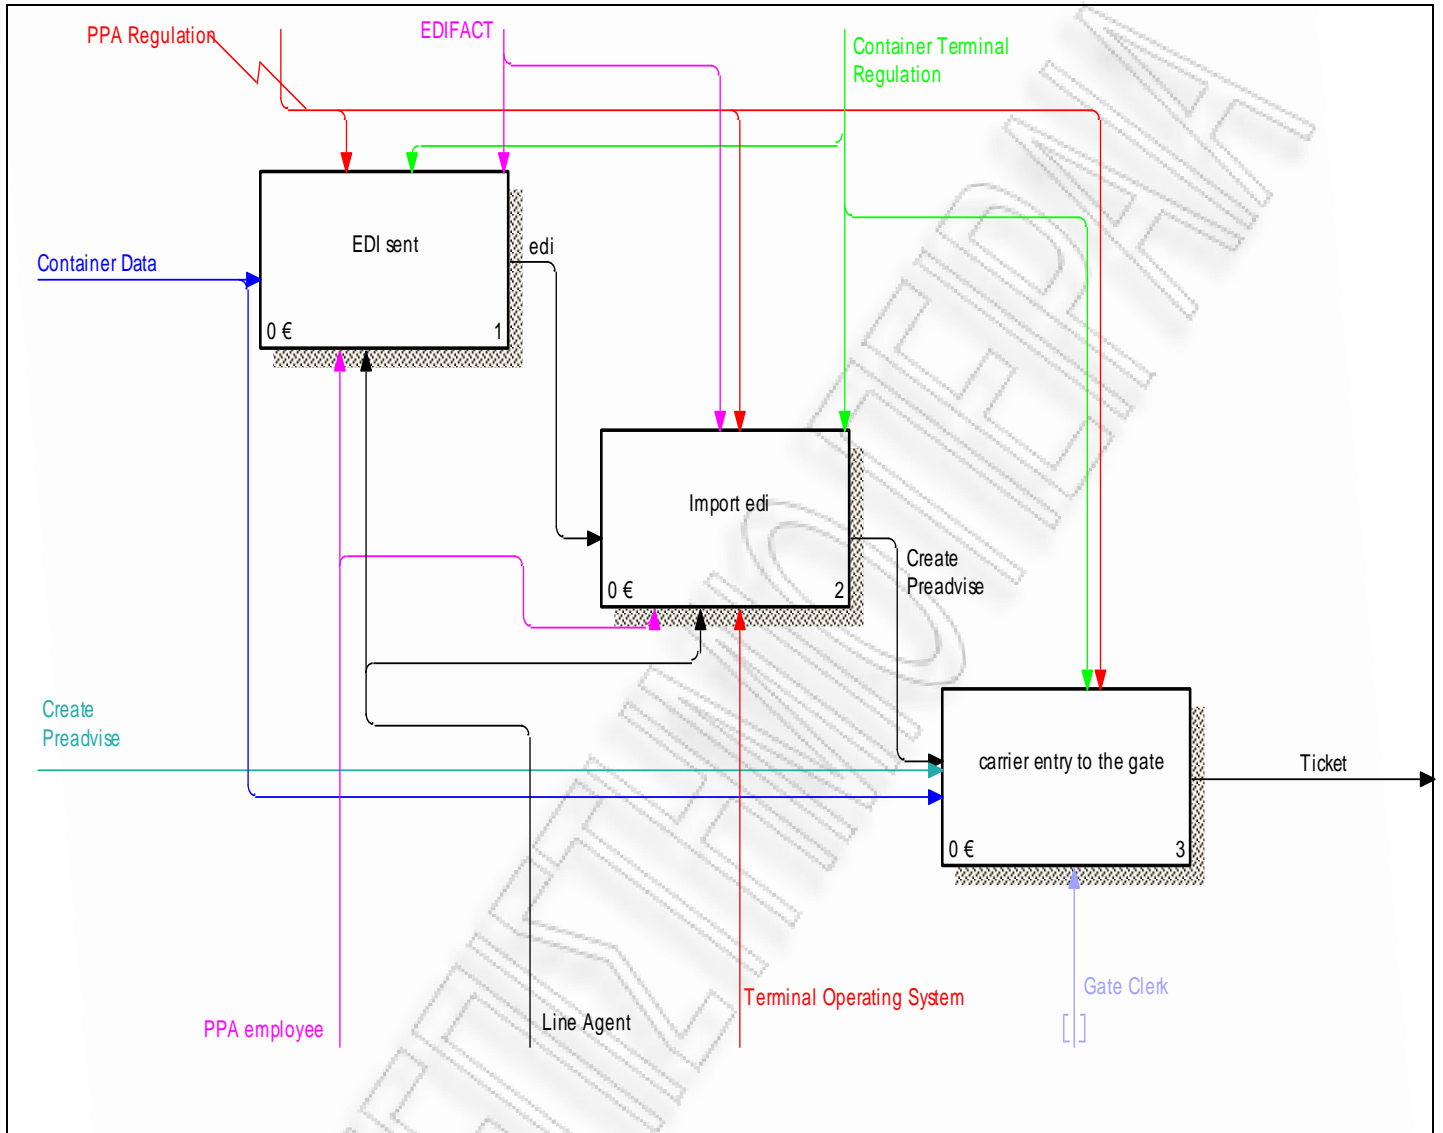 PPA Regulation
EDIFACT
Container Terminal
Regulation
EDI sent
edi
Container Data
0 €
1
Import edi
0 €
2
Create
Preadvise
Create
Preadvise
carrier entry to the gate
Ticket
0 €
3
Gate Clerk
Terminal Operating System
Line Agent
PPA employee